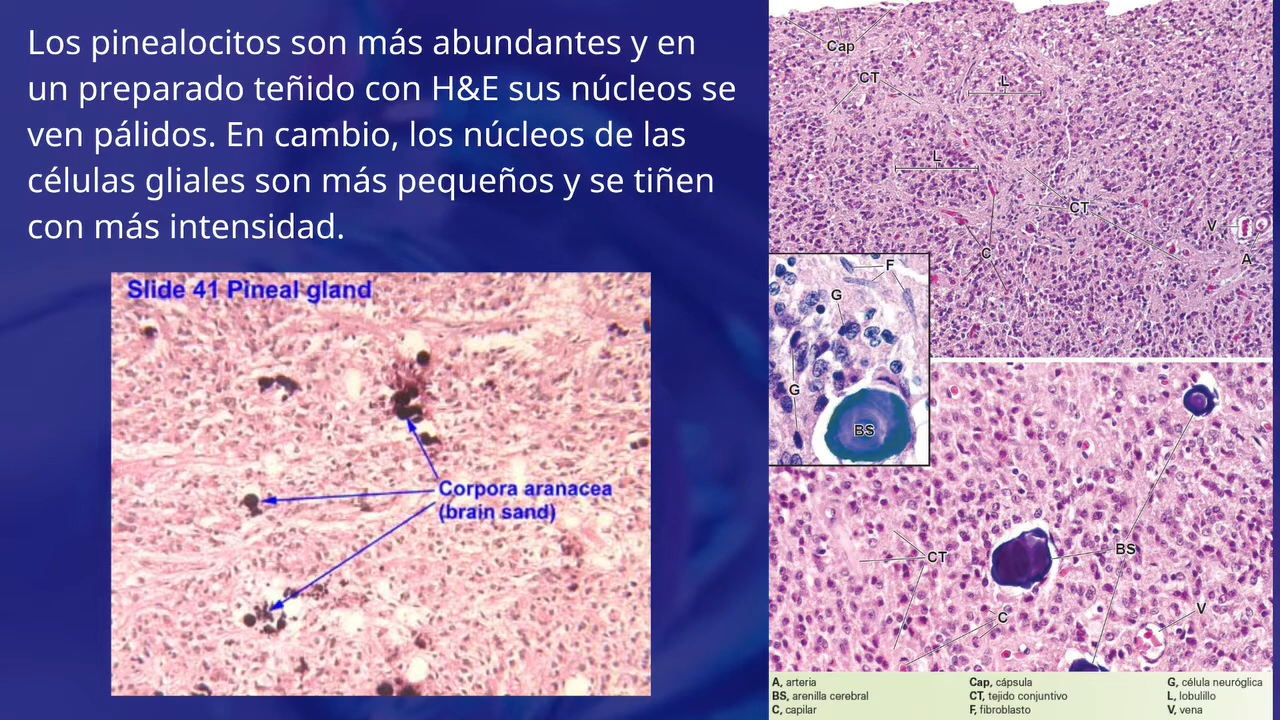 Los pinealocitos son más abundantes y en
un preparado teñido con H&E sus núcleos se
ven pálidos. En cambio, los núcleos de las
células gliales son más pequeños y se tiñen
con más intensidad.
Slide 41 Pineal gland
Corpora aranacea
(brain sand)
Cap
CT
L
L
CT
V
A
C
F
G
G
BS
BS
CT
C
V
A, arteria
BS, arenilla cerebral
C, capilar
Cap, cápsula
CT, tejido conjuntivo
F, fibroblasto
G, célula neuróglica
L, lobulillo
V, vena